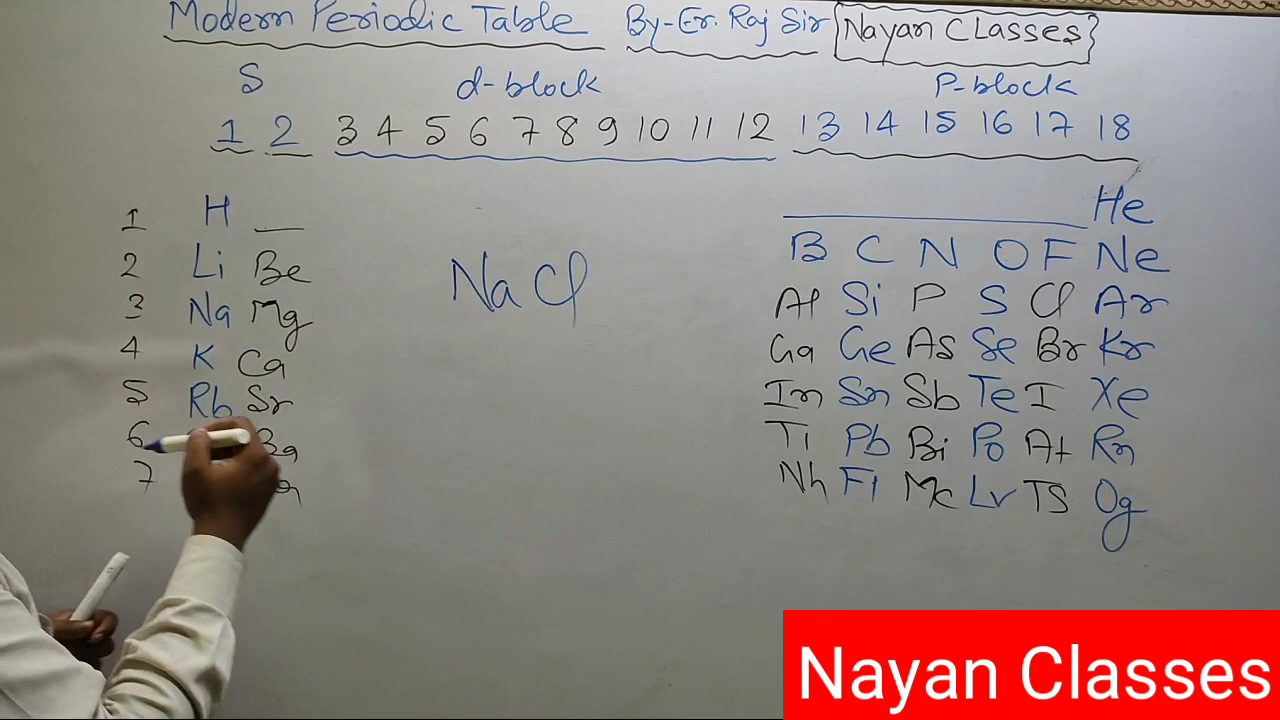 Modern Periodic Table By-Er. Raj Sir Nayan CLasses
S d-block P-block
1 2 3 4 5 6 7 8 9 10 11 12 13 14 15 16 17 18
1 H He
2 Li Be B C N O F Ne
3 Na Mg NaCl Al Si P S Cl Ar
4 K Ca Ga Ge As Se Br Kr
5 Rb Sr In Sn Sb Te I Xe
6 Ba Ti Pb Bi Po At Rn
7 Nh Fl Mc Lv TS Og
Nayan Classes